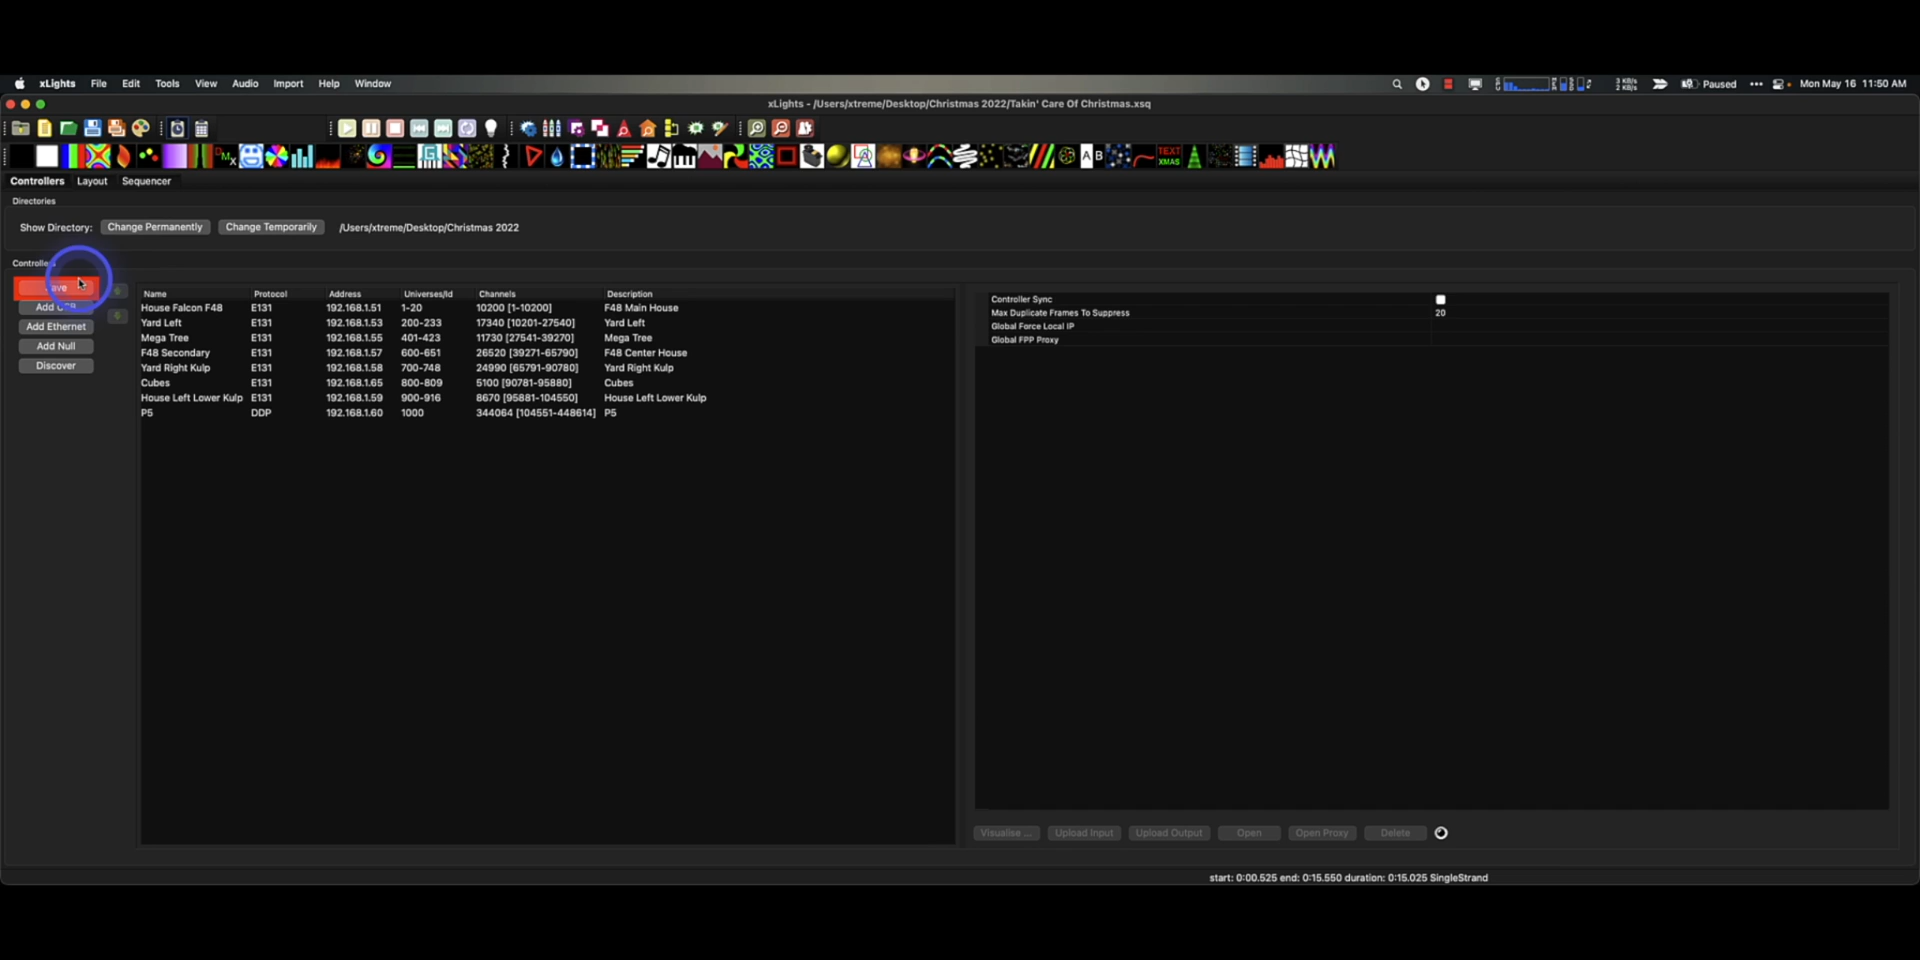 xLights File Edit Tools View Audio Import Help Window
3 KB/s
2 KB/s
Paused
Mon May 16 11:50 AM
xLights - /Users/xtreme/Desktop/Christmas 2022/Takin' Care Of Christmas.xsq
TEXT
XMAS
A B
Controllers Layout Sequencer
Directories
Show Directory: Change Permanently Change Temporarily /Users/xtreme/Desktop/Christmas 2022
Controllers
Save
Add USB
Add Ethernet
Add Null
Discover
Name Protocol Address Universes/Id Channels Description
House Falcon F48 E131 192.168.1.51 1-20 10200 [1-10200] F48 Main House
Yard Left E131 192.168.1.53 200-233 17340 [10201-27540] Yard Left
Mega Tree E131 192.168.1.55 401-423 11730 [27541-39270] Mega Tree
F48 Secondary E131 192.168.1.57 600-651 26520 [39271-65790] F48 Center House
Yard Right Kulp E131 192.168.1.58 700-748 24990 [65791-90780] Yard Right Kulp
Cubes E131 192.168.1.65 800-809 5100 [90781-95880] Cubes
House Left Lower Kulp E131 192.168.1.59 900-916 8670 [95881-104550] House Left Lower Kulp
P5 DDP 192.168.1.60 1000 344064 [104551-448614] P5
Controller Sync
Max Duplicate Frames To Suppress 20
Global Force Local IP
Global FPP Proxy
Visualise ... Upload Input Upload Output Open Open Proxy Delete
start: 0:00.525 end: 0:15.550 duration: 0:15.025 SingleStrand